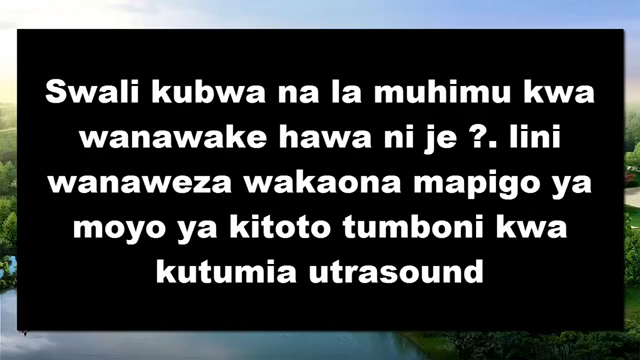 Swali kubwa na la muhimu kwa
wanawake hawa ni je ?. lini
wanaweza wakaona mapigo ya
moyo ya kitoto tumboni kwa
kutumia utrasound